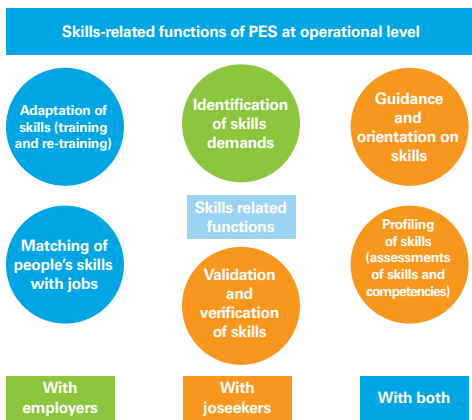 Skills-related functions of PES at operational level
Adaptation of
skills (training
and re-training)
Identification
of skills
demands
Guidance
and
orientation on
skills
Skills related
functions
Matching of
people's skills
with jobs
Validation
and
verification
of skills
Profiling
of skills
(assessments
of skills and
competencies)
With
employers
With
joseekers
With both